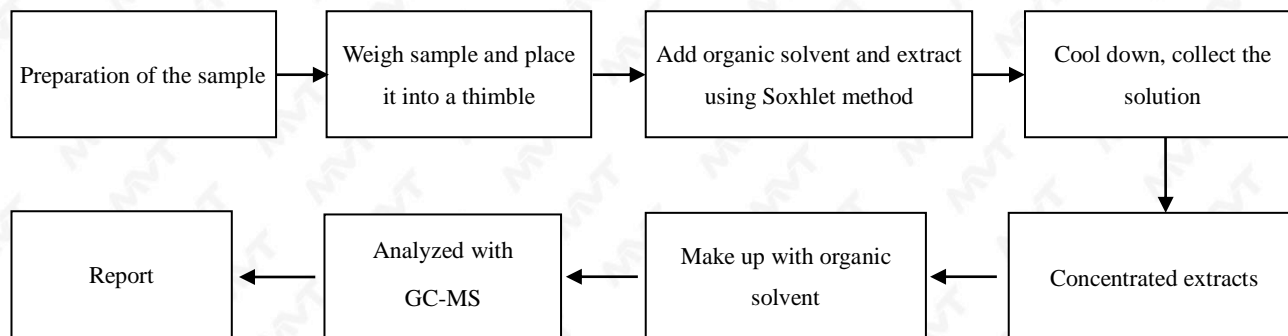 Preparation of the sample
Weigh sample and place
it into a thimble
Add organic solvent and extract
using Soxhlet method
Cool down, collect the
solution
Concentrated extracts
Make up with organic
solvent
Analyzed with
GC-MS
Report
MVT